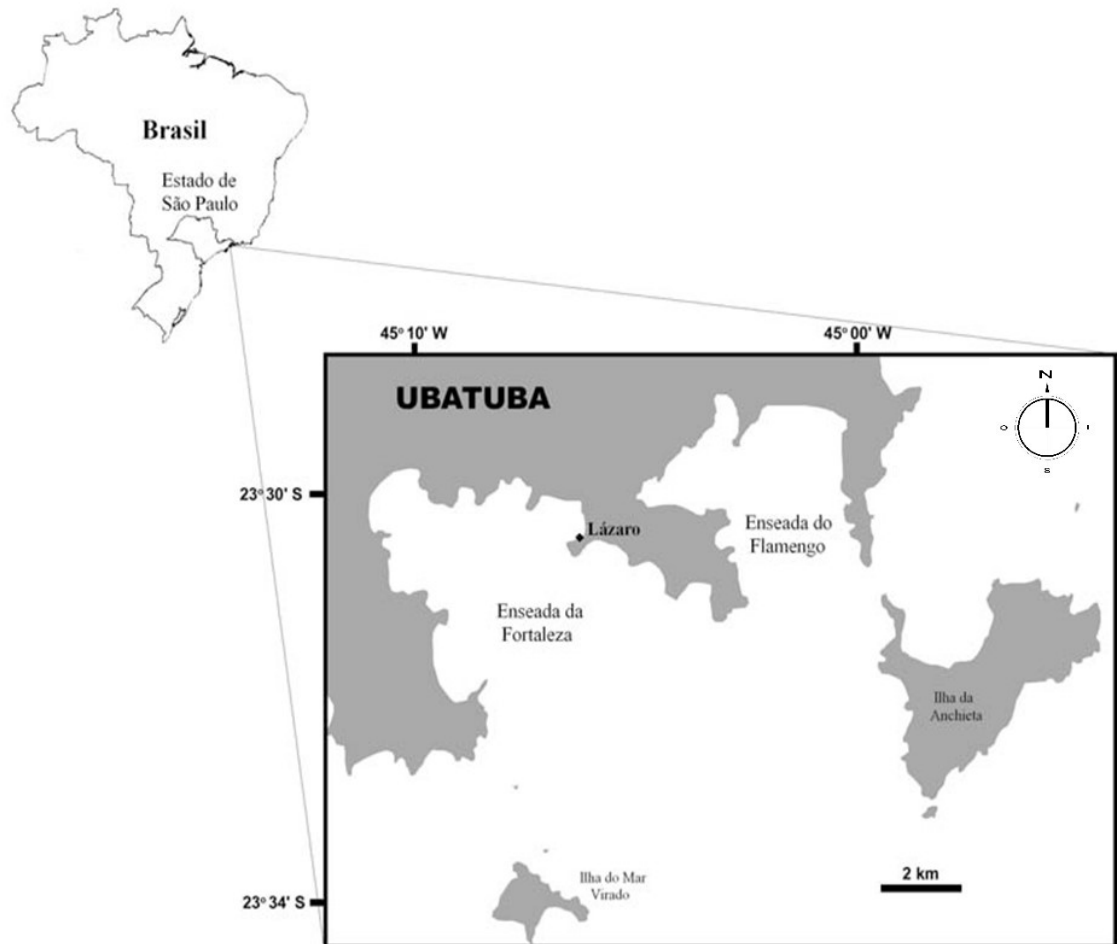 Brasil
Estado de
São Paulo
45° 10' W
45° 00' W
UBATUBA
N
O
S
23° 30' S
Lázaro
Enseada do
Flamengo
Enseada da
Fortaleza
Ilha da
Anchieta
Ilha do Mar
Virado
2 km
23° 34' S